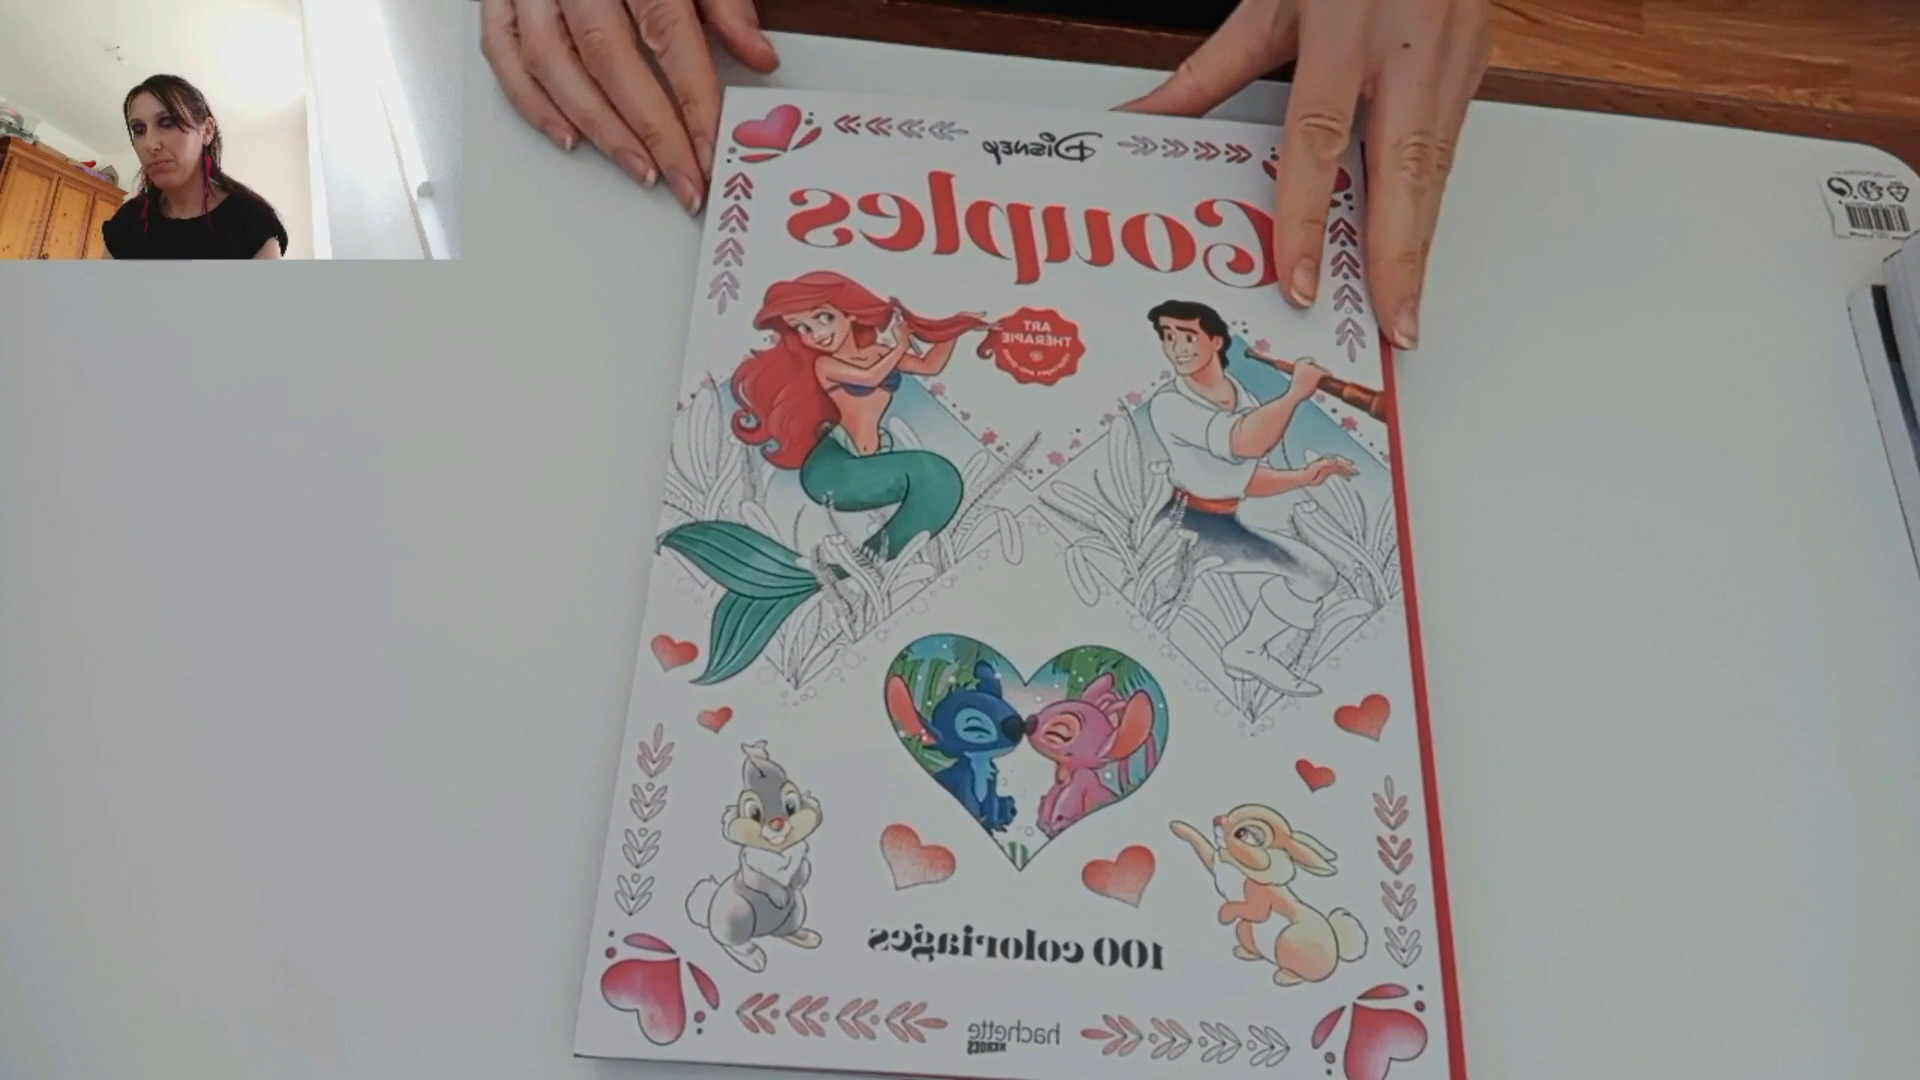 Disney
Couples
ART
THÉRAPIE
100 coloriages
hachette
HEROES